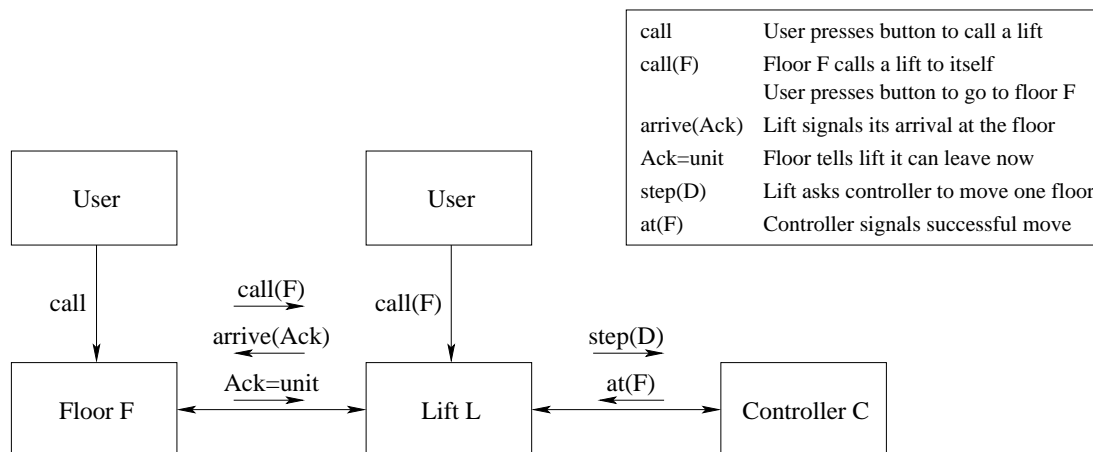 call User presses button to call a lift
call(F) Floor F calls a lift to itself
User presses button to go to floor F
arrive(Ack) Lift signals its arrival at the floor
Ack=unit Floor tells lift it can leave now
step(D) Lift asks controller to move one floor
at(F) Controller signals successful move
User
User
call
call(F)
arrive(Ack)
Ack=unit
call(F)
step(D)
at(F)
Floor F
Lift L
Controller C